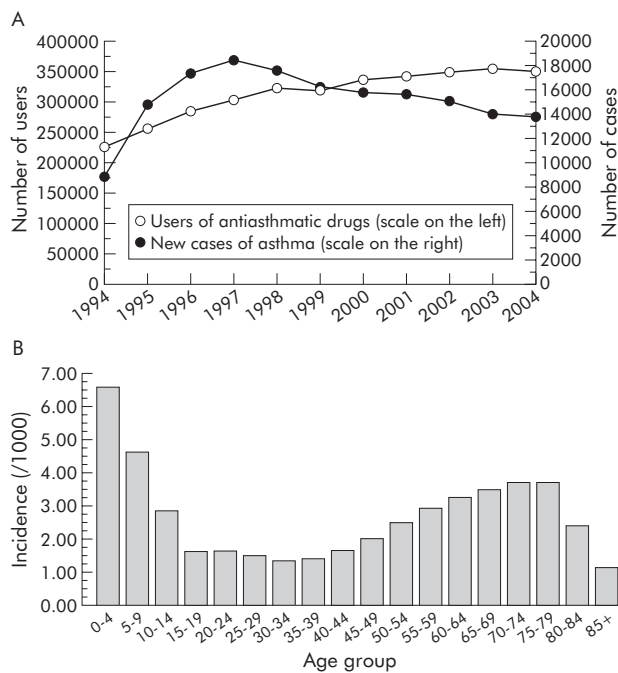 A
Number of users
400000
350000
300000
250000
200000
150000
100000
50000
0
20000
18000
16000
14000
12000
10000
8000
6000
4000
2000
0
Number of cases
Users of antiasthmatic drugs (scale on the left)
New cases of asthma (scale on the right)
1994 1995 1996 1997 1998 1999 2000 2001 2002 2003 2004
B
Incidence (/1000)
7.00
6.00
5.00
4.00
3.00
2.00
1.00
0.00
0-4 5-9 10-14 15-19 20-24 25-29 30-34 35-39 40-44 45-49 50-54 55-59 60-64 65-69 70-74 75-79 80-84 85+
Age group